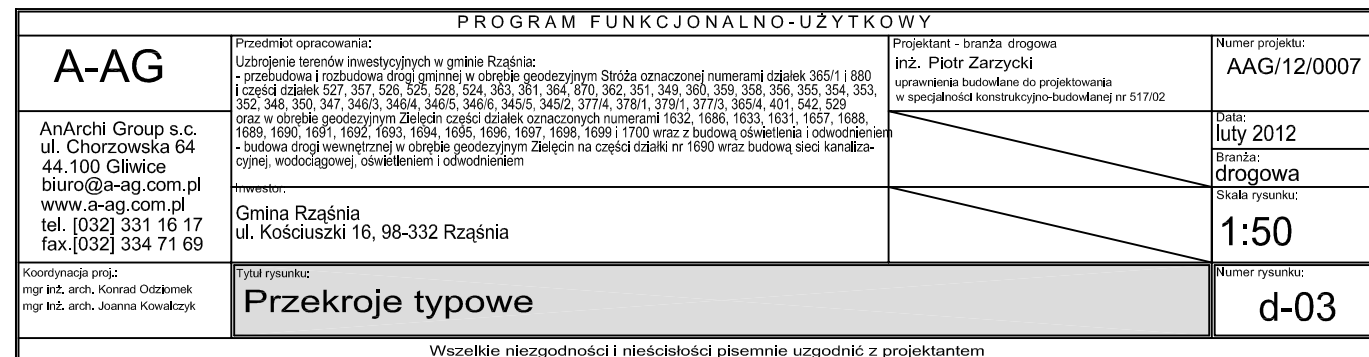 PROGRAM FUNKCJONALNO-UŻYTKOWY
A-AG
AnArchi Group s.c.
ul. Chorzowska 64
44.100 Gliwice
biuro@a-ag.com.pl
www.a-ag.com.pl
tel. [032] 331 16 17
fax.[032] 334 71 69
Koordynacja proj.:
mgr inż. arch. Konrad Odziomek
mgr inż. arch. Joanna Kowalczyk
Przedmiot opracowania:
Uzbrojenie terenów inwestycyjnych w gminie Rząśnia:
- przebudowa i rozbudowa drogi gminnej w obrębie geodezyjnym Stróża oznaczonej numerami działek 365/1 i 880
i części działek 527, 357, 526, 525, 528, 524, 363, 361, 364, 870, 362, 351, 349, 360, 359, 358, 356, 355, 354, 353,
352, 348, 350, 347, 346/3, 346/4, 346/5, 346/6, 345/5, 345/2, 377/4, 378/1, 379/1, 377/3, 365/4, 401, 542, 529
oraz w obrębie geodezyjnym Zielęcin części działek oznaczonych numerami 1632, 1686, 1633, 1631, 1657, 1688,
1689, 1690, 1691, 1692, 1693, 1694, 1695, 1696, 1697, 1698, 1699 i 1700 wraz z budową oświetlenia i odwodnieniem
- budowa drogi wewnętrznej w obrębie geodezyjnym Zielęcin na części działki nr 1690 wraz budową sieci kanaliza-
cyjnej, wodociągowej, oświetleniem i odwodnieniem
Inwestor:
Gmina Rząśnia
ul. Kościuszki 16, 98-332 Rząśnia
Tytuł rysunku:
Przekroje typowe
Projektant - branża drogowa
inż. Piotr Zarzycki
uprawnienia budowlane do projektowania
w specjalności konstrukcyjno-budowlanej nr 517/02
Numer projektu:
AAG/12/0007
Data:
luty 2012
Branża:
drogowa
Skala rysunku:
1:50
Numer rysunku:
d-03
Wszelkie niezgodności i nieścisłości pisemnie uzgodnić z projektantem